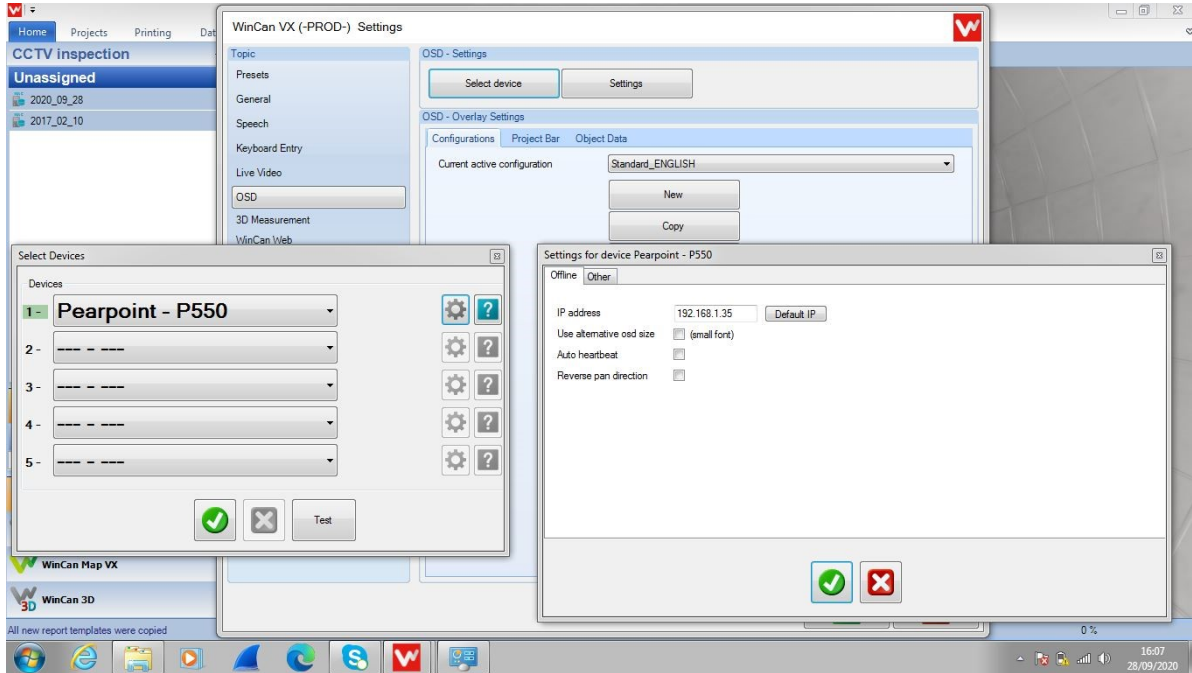 Home Projects Printing Dat
CCTV inspection
Unassigned
2020_09_28
2017_02_10
WinCan VX (-PROD-) Settings
Topic
Presets
General
Speech
Keyboard Entry
Live Video
OSD
3D Measurement
WinCan Web
OSD - Settings
Select device Settings
OSD - Overlay Settings
Configurations Project Bar Object Data
Current active configuration Standard_ENGLISH
New
Copy
Select Devices
Devices
1 - Pearpoint - P550
2 - --- - ---
3 - --- - ---
4 - --- - ---
5 - --- - ---
Test
Settings for device Pearpoint - P550
Offline Other
IP address 192.168.1.35 Default IP
Use alternative osd size (small font)
Auto heartbeat
Reverse pan direction
WinCan Map VX
3D WinCan 3D
All new report templates were copied 0 %
16:07
28/09/2020